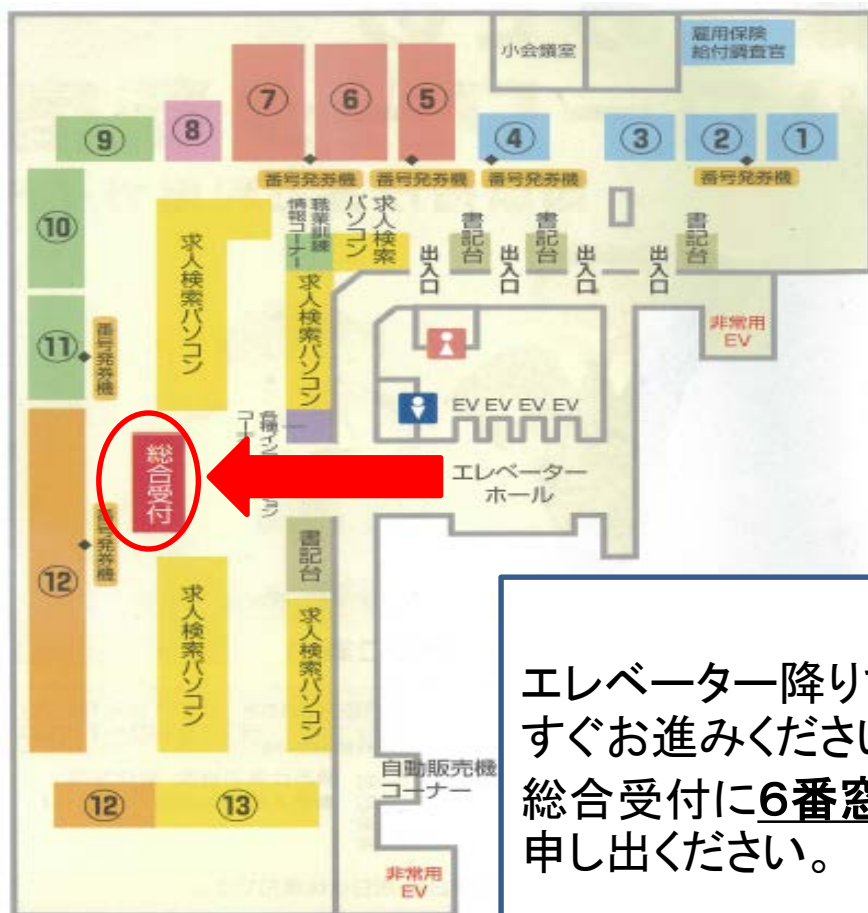 小会議室
雇用保険
給付調査官
⑦
⑥
⑤
④
③
②
①
⑨
⑧
番号発券機
番号発券機
番号発券機
番号発券機
⑩
求人検索パソコン
職業訓練
情報コーナー
求人検索
パソコン
書記台
書記台
書記台
出入口
出入口
出入口
出入口
求人検索パソコン
非常用
EV
⑪
番号発券機
EV EV EV EV
総合受付
エレベーター
ホール
番号発券機
書記台
⑫
求人検索パソコン
求人検索パソコン
自動販売機
コーナー
⑫
⑬
非常用
EV
エレベーター降り
すぐお進みくださ
総合受付に6番窓
申し出ください。